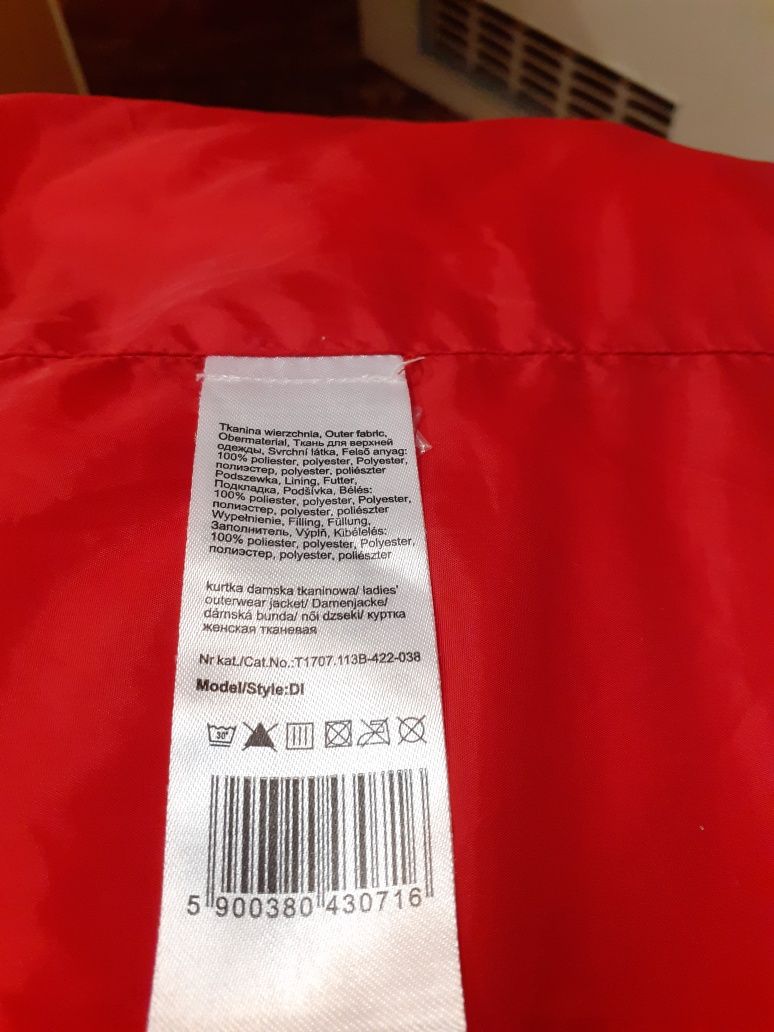 Tkanina wierzchnia, Outer fabric,
Obermaterial, Ткань для верхней
одежды, Svrchní látka, Felső anyag:
100% poliester, polyester, Polyester,
полиэстер, polyester, poliészter
Podszewka, Lining, Futter,
Подкладка, Podšívka, Bélés:
100% poliester, polyester, Polyester,
полиэстер, polyester, poliészter
Wypełnienie, Filling, Füllung,
Заполнитель, Výplň, Kibélelés:
100% poliester, polyester, Polyester,
полиэстер, polyester, poliészter
kurtka damska tkaninowa/ ladies'
outerwear jacket/ Damenjacke/
dámská bunda/ női dzseki/ куртка
женская тканевая
Nr kat./Cat.No.:T1707.113B-422-038
Model/Style:DI
30°
5 900380 430716